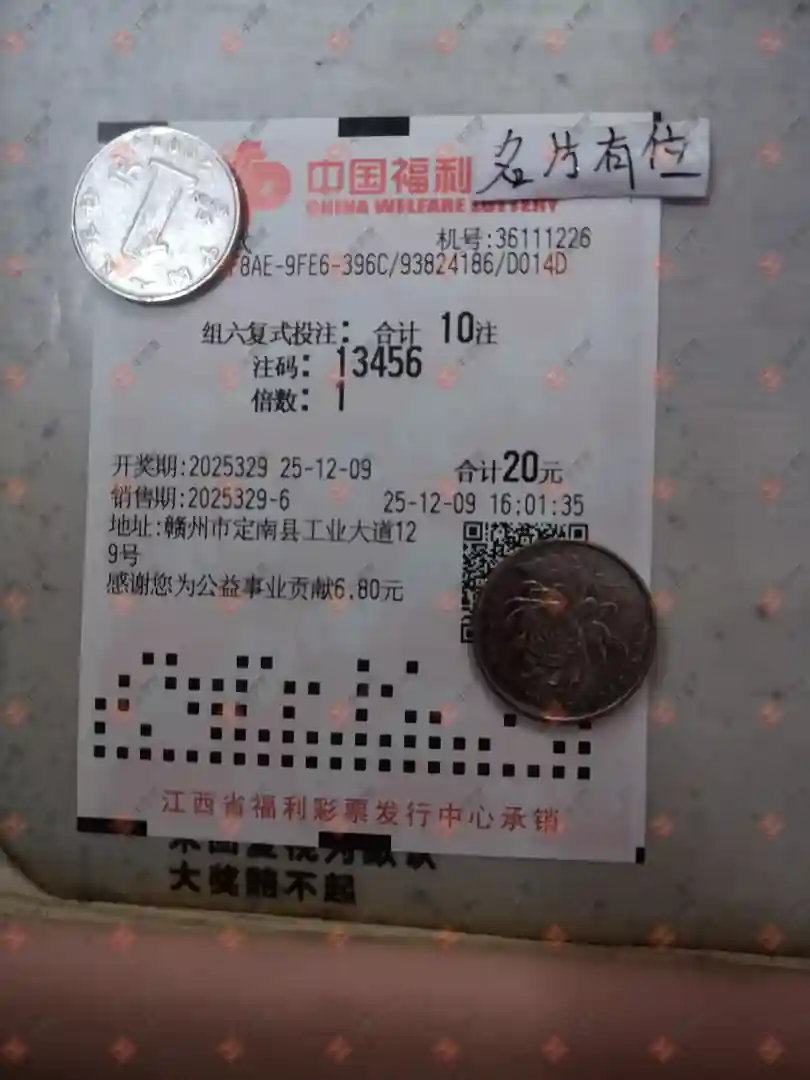 中国福利
CHINA WELFARE LOTTERY
名片有位
机号:36111226
F8AE-9FE6-396C/93824186/D014D
组六复式投注: 合计 10注
注码: 13456
倍数: 1
开奖期:2025329 25-12-09 合计20元
销售期:2025329-6 25-12-09 16:01:35
地址:赣州市定南县工业大道12
9号
感谢您为公益事业贡献6.80元
江西省福利彩票发行中心承销
大奖赔不起